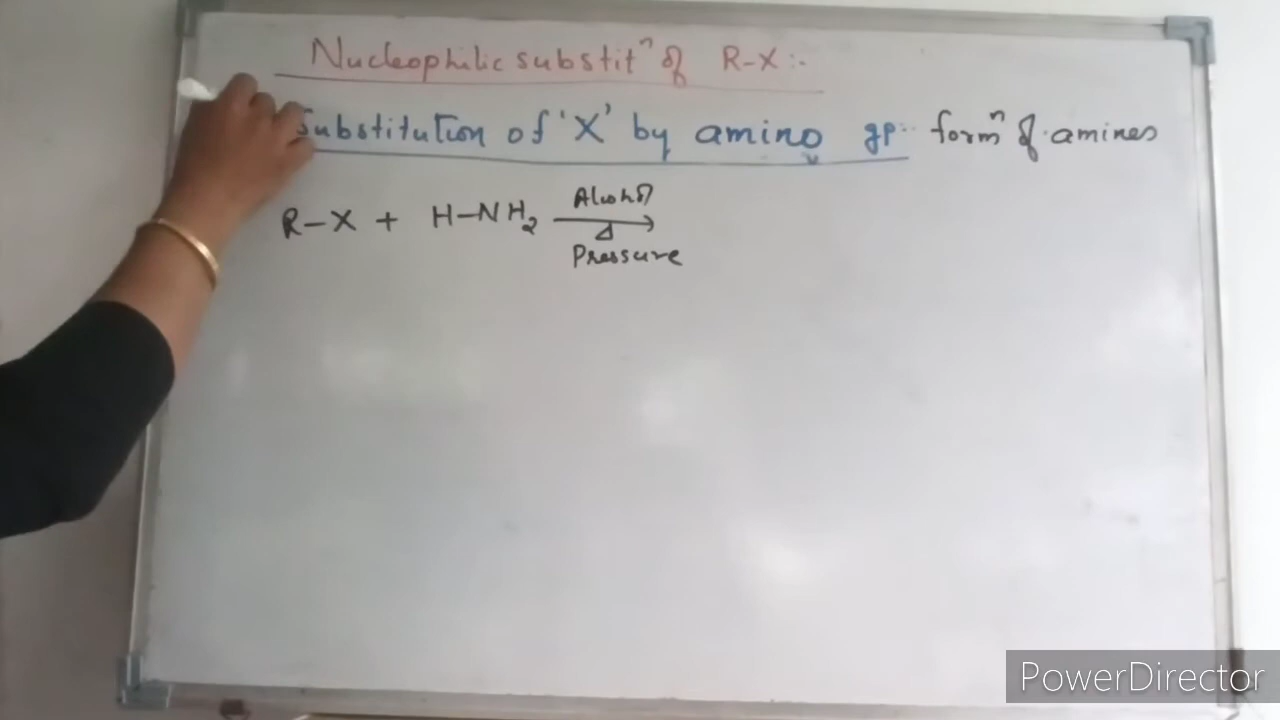 Nucleophilic substitⁿ of R-X:-
Substitution of 'X' by amino gp:- formⁿ of amines
R-X + H-NH₂ Alcohol
Δ
Pressure
PowerDirector